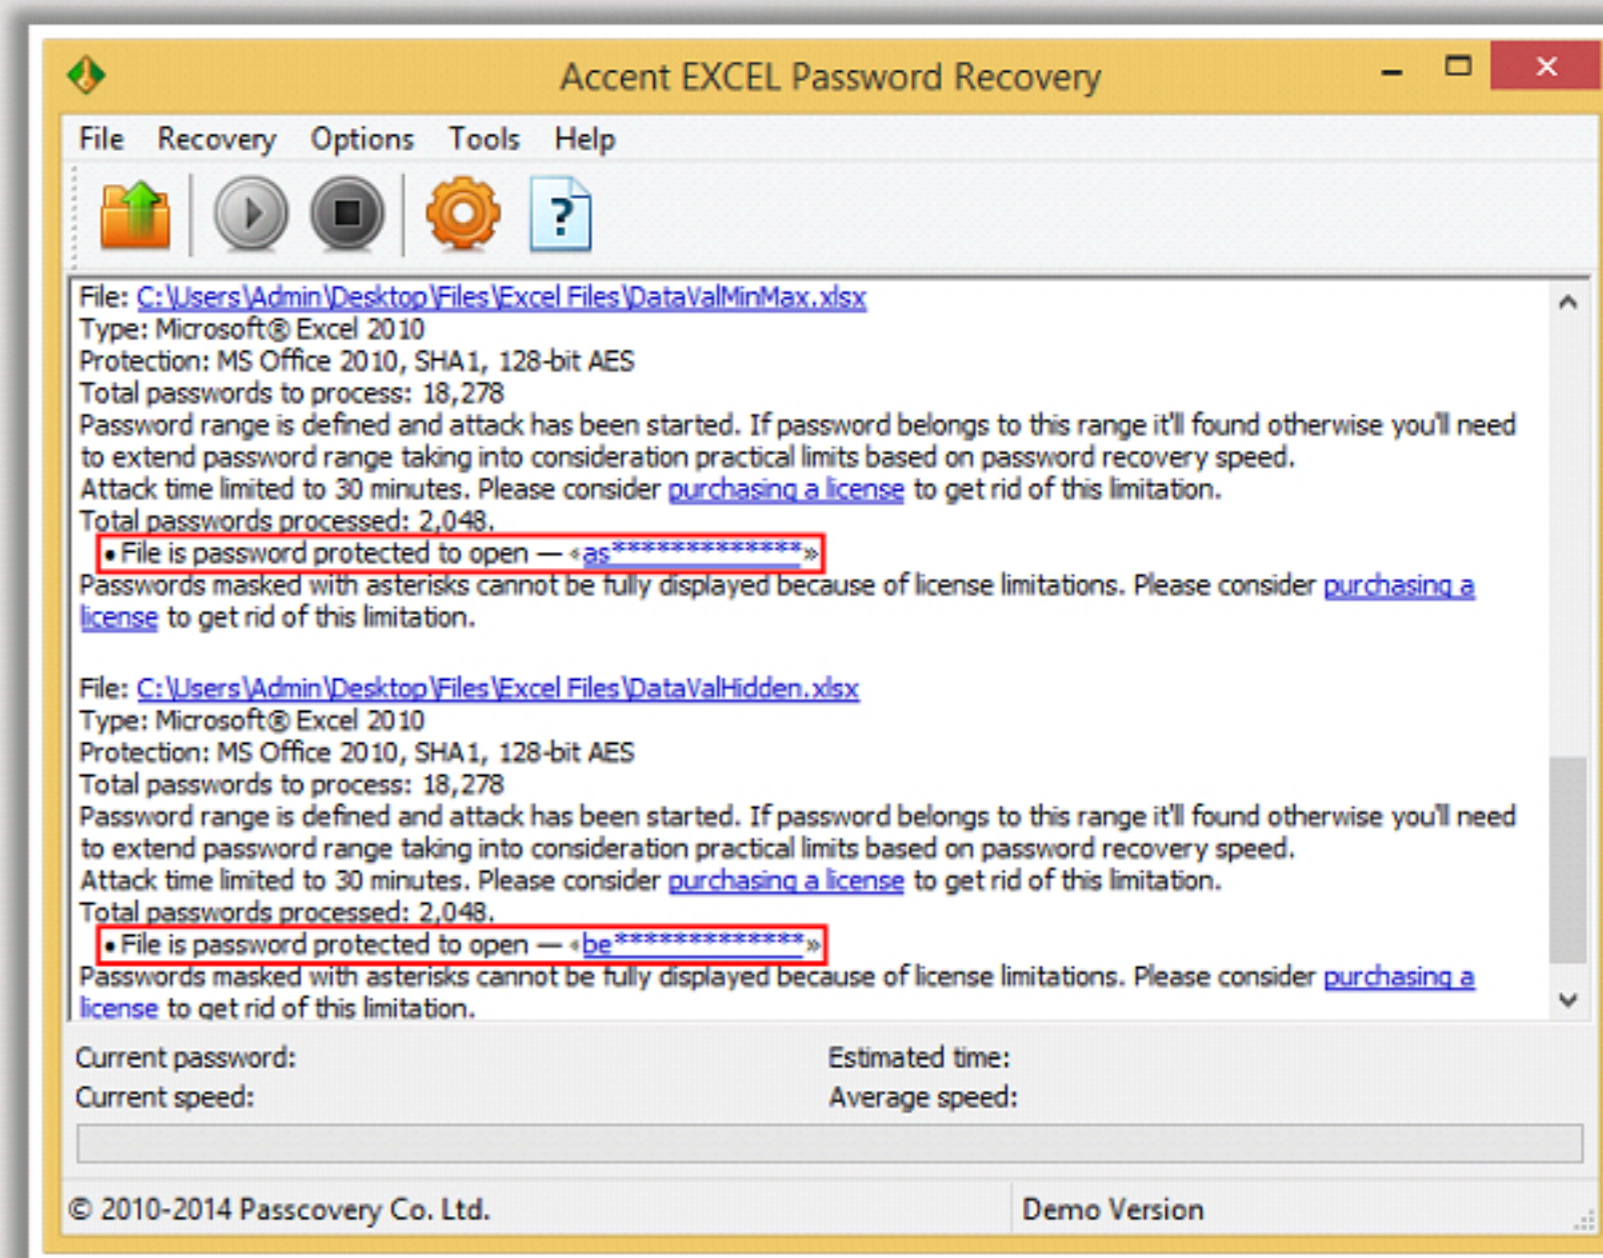 Accent EXCEL Password Recovery
File Recovery Options Tools Help
?
File: C:\Users\Admin\Desktop\Files\Excel Files\DataValMinMax.xlsx
Type: Microsoft® Excel 2010
Protection: MS Office 2010, SHA1, 128-bit AES
Total passwords to process: 18,278
Password range is defined and attack has been started. If password belongs to this range it'll found otherwise you'll need
to extend password range taking into consideration practical limits based on password recovery speed.
Attack time limited to 30 minutes. Please consider purchasing a license to get rid of this limitation.
Total passwords processed: 2,048.
• File is password protected to open — «as*************»
Passwords masked with asterisks cannot be fully displayed because of license limitations. Please consider purchasing a
license to get rid of this limitation.
File: C:\Users\Admin\Desktop\Files\Excel Files\DataValHidden.xlsx
Type: Microsoft® Excel 2010
Protection: MS Office 2010, SHA1, 128-bit AES
Total passwords to process: 18,278
Password range is defined and attack has been started. If password belongs to this range it'll found otherwise you'll need
to extend password range taking into consideration practical limits based on password recovery speed.
Attack time limited to 30 minutes. Please consider purchasing a license to get rid of this limitation.
Total passwords processed: 2,048.
• File is password protected to open — «be*************»
Passwords masked with asterisks cannot be fully displayed because of license limitations. Please consider purchasing a
license to get rid of this limitation.
Current password: Estimated time:
Current speed: Average speed:
© 2010-2014 Passcovery Co. Ltd. Demo Version